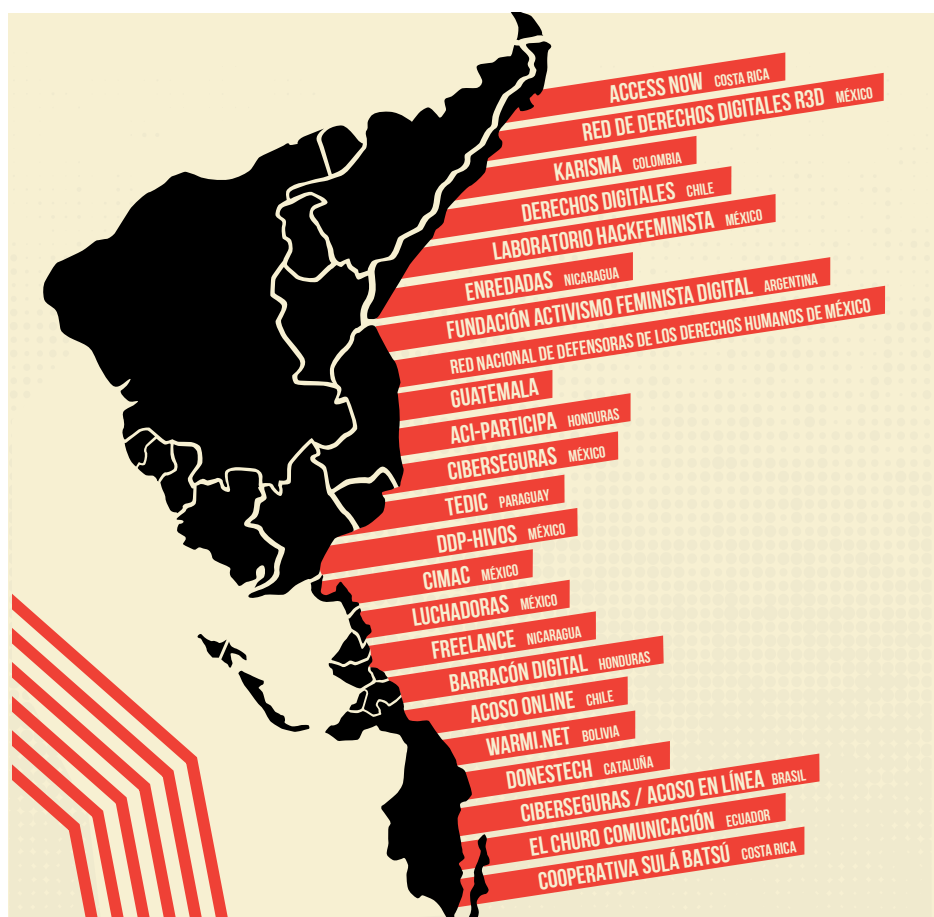 ACCESS NOW COSTA RICA
RED DE DERECHOS DIGITALES R3D MÉXICO
KARISMA COLOMBIA
DERECHOS DIGITALES CHILE
LABORATORIO HACKFEMINISTA MÉXICO
ENREDADAS NICARAGUA
FUNDACIÓN ACTIVISMO FEMINISTA DIGITAL ARGENTINA
RED NACIONAL DE DEFENSORAS DE LOS DERECHOS HUMANOS DE MÉXICO
GUATEMALA
ACI-PARTICIPA HONDURAS
CIBERSEGURAS MÉXICO
TEDIC PARAGUAY
DDP-HIVOS MÉXICO
CIMAC MÉXICO
LUCHADORAS MÉXICO
FREELANCE NICARAGUA
BARRACÓN DIGITAL HONDURAS
ACOSO ONLINE CHILE
WARMI.NET BOLIVIA
DONESTECH CATALUÑA
CIBERSEGURAS / ACOSO EN LÍNEA BRASIL
EL CHURO COMUNICACIÓN ECUADOR
COOPERATIVA SULÁ BATSÚ COSTA RICA